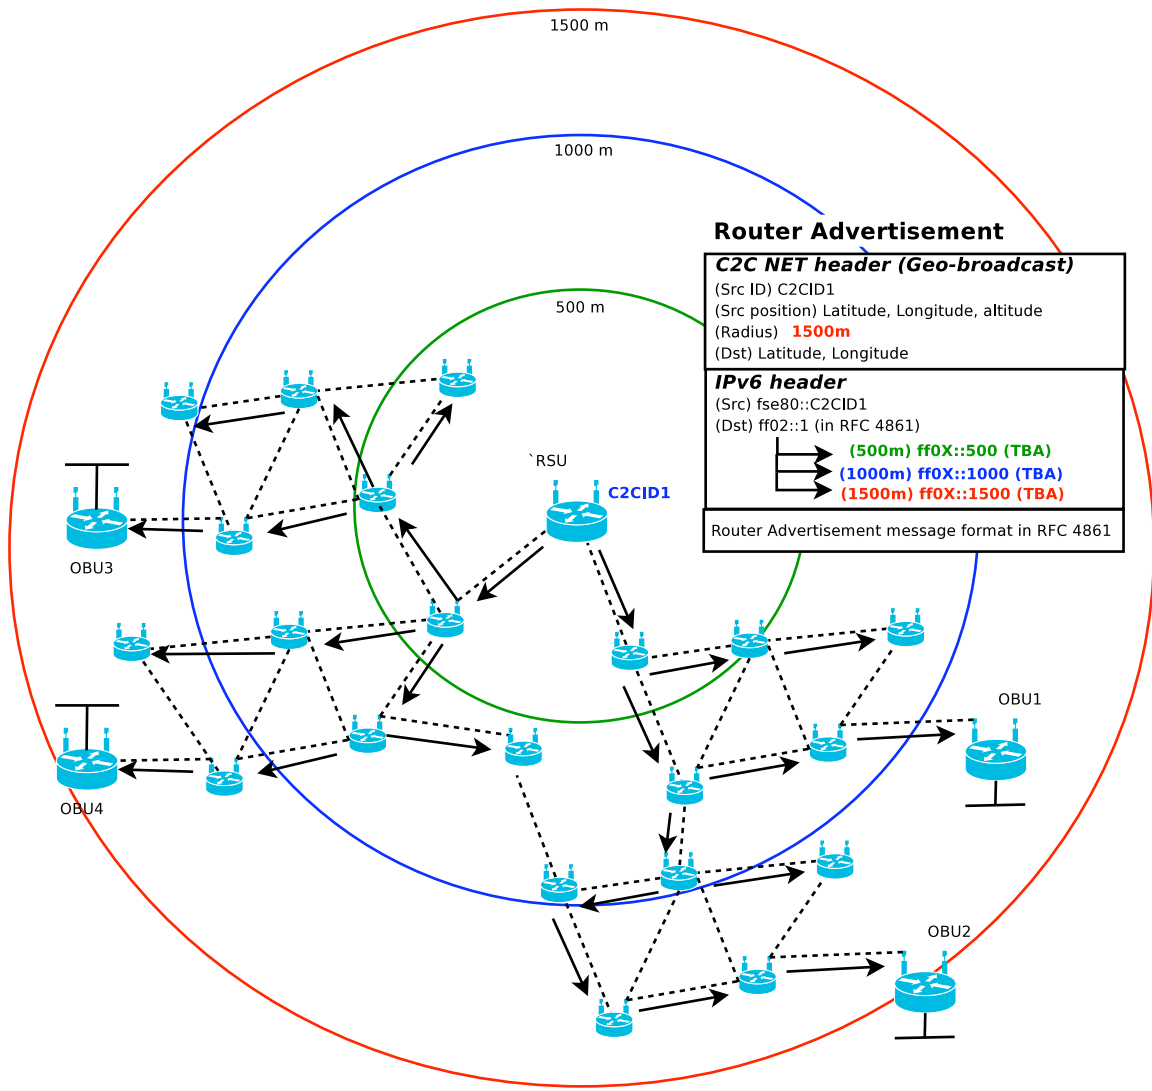 1500 m
1000 m
500 m
Router Advertisement
C2C NET header (Geo-broadcast)
(Src ID) C2CID1
(Src position) Latitude, Longitude, altitude
(Radius) 1500m
(Dst) Latitude, Longitude
IPv6 header
(Src) fse80::C2CID1
(Dst) ff02::1 (in RFC 4861)
(500m) ff0X::500 (TBA)
(1000m) ff0X::1000 (TBA)
(1500m) ff0X::1500 (TBA)
Router Advertisement message format in RFC 4861
`RSU
C2CID1
OBU3
OBU1
OBU4
OBU2